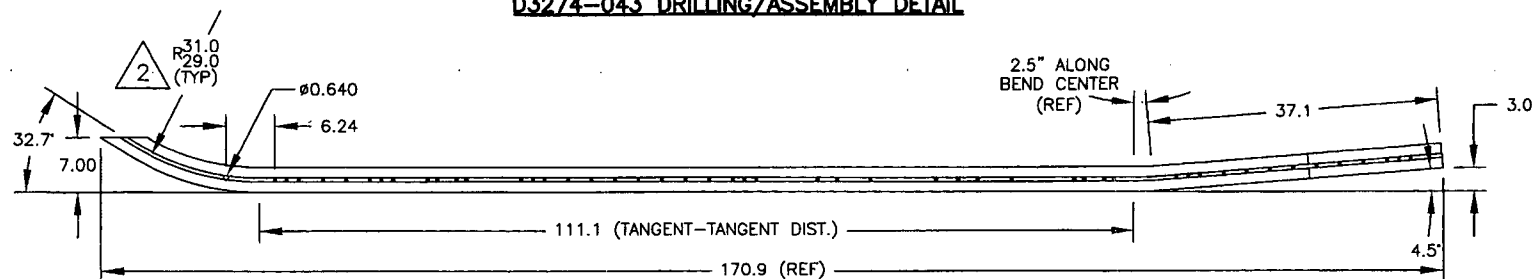 D3274-043 DRILLING/ASSEMBLY DETAIL
2
R31.0
29.0
(TYP)
ø0.640
6.24
2.5" ALONG
BEND CENTER
(REF)
37.1
3.0
32.7°
7.00
111.1 (TANGENT-TANGENT DIST.)
4.5°
170.9 (REF)